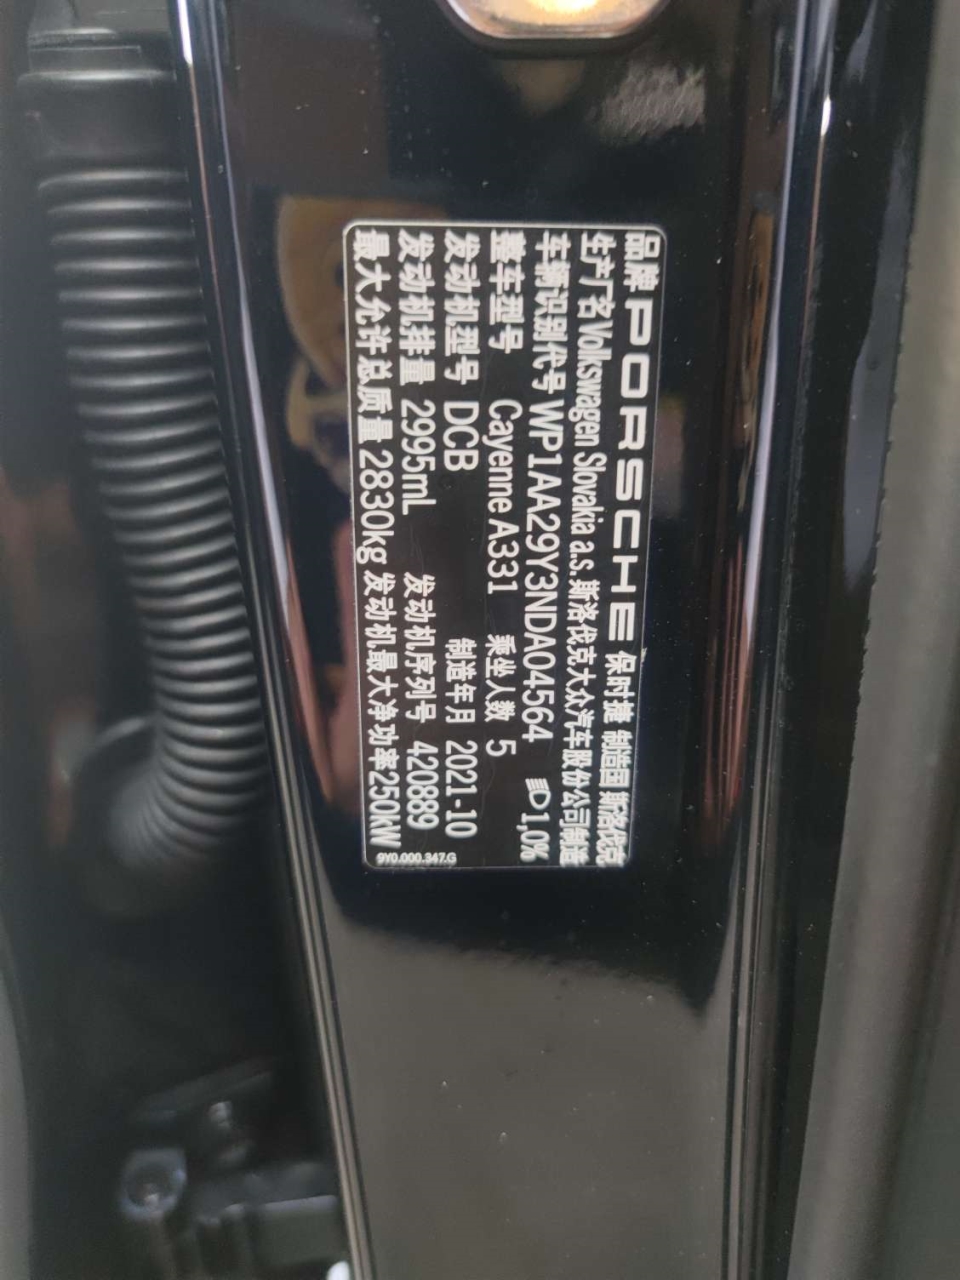 品牌 PORSCHE 保时捷 制造国 斯洛伐克
生产厂名 Volkswagen Slovakia a.s. 斯洛伐克大众汽车股份公司制造
车辆识别代号 WP1AA29Y3NDA04564 1,0%
整车型号 Cayenne A331 乘坐人数 5
发动机型号 DCB 制造年月 2021-10
发动机排量 2995mL 发动机序列号 420889
最大允许总质量 2830kg 发动机最大净功率250kW
9Y0.000.347.G